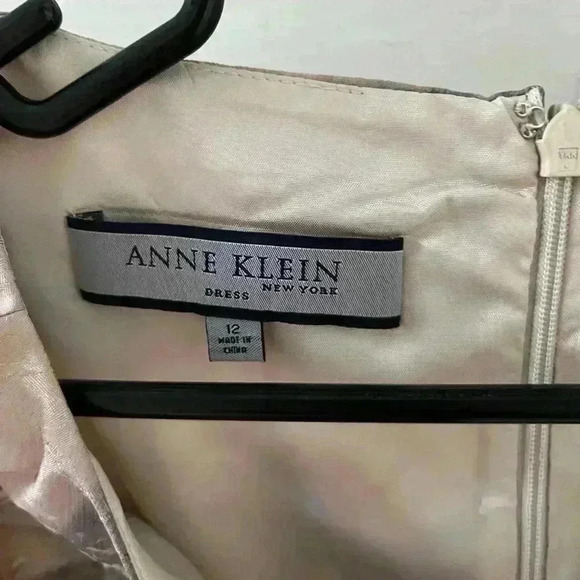 ANNE KLEIN
DRESS NEW YORK
12
MADE IN
CHINA